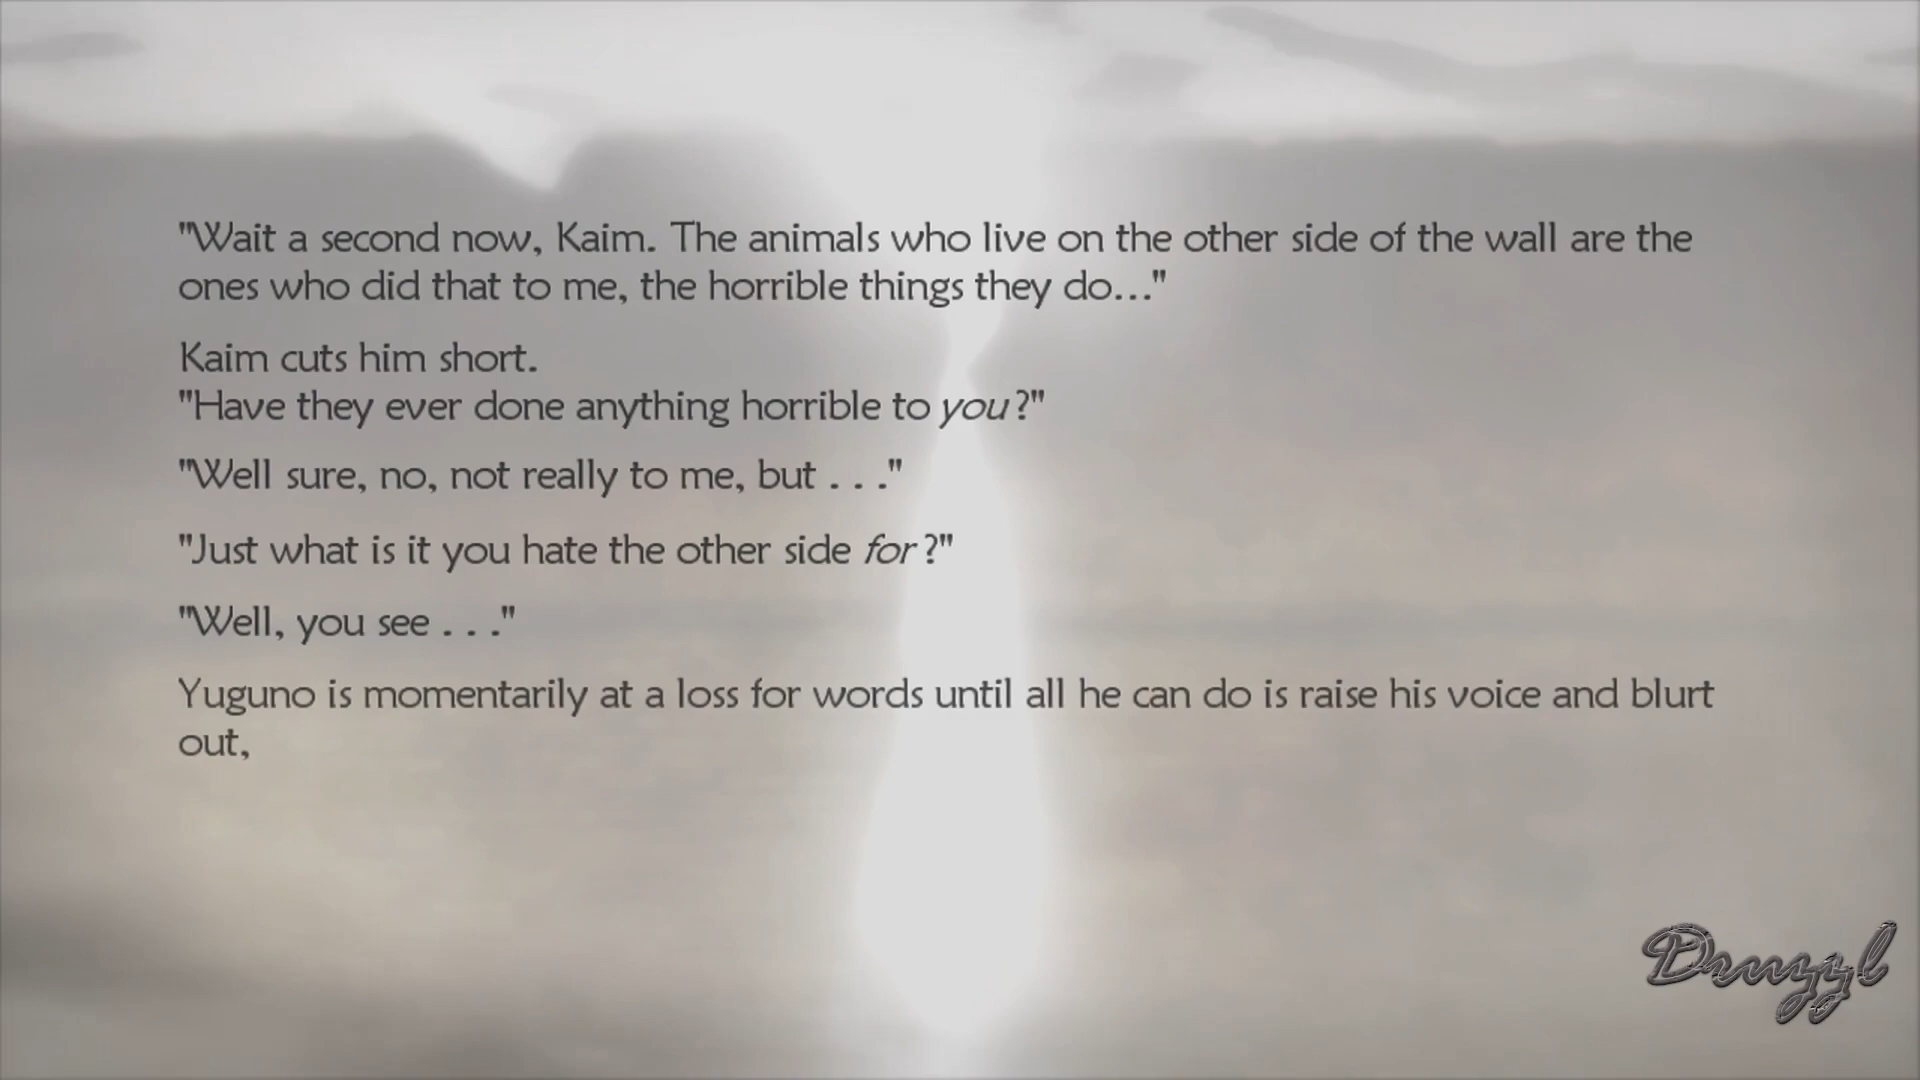 "Wait a second now, Kaim. The animals who live on the other side of the wall are the
ones who did that to me, the horrible things they do..."
Kaim cuts him short.
"Have they ever done anything horrible to you?"
"Well sure, no, not really to me, but . . ."
"Just what is it you hate the other side for?"
"Well, you see . . ."
Yuguno is momentarily at a loss for words until all he can do is raise his voice and blurt
out,
Druzzl